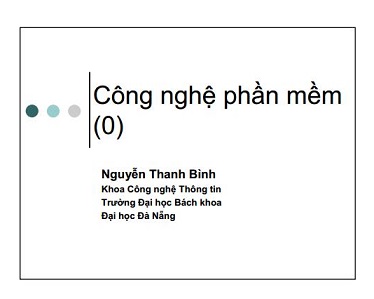 Công nghệ phần mềm
(0)
Nguyễn Thanh Bình
Khoa Công nghệ Thông tin
Trường Đại học Bách khoa
Đại học Đà Nẵng